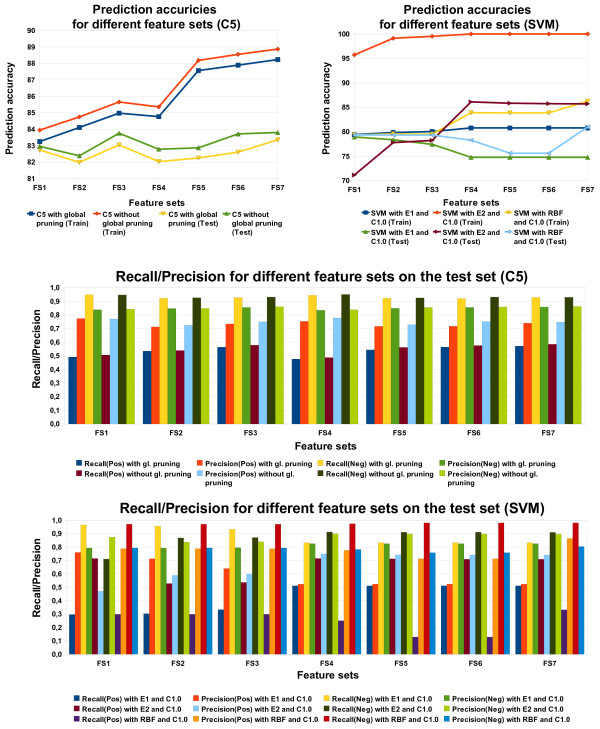 Prediction accuricies
for different feature sets (C5)
Prediction accuracy
90
89
88
87
86
85
84
83
82
81
FS1 FS2 FS3 FS4 FS5 FS6 FS7
Feature sets
C5 with global pruning (Train)
C5 without global pruning (Train)
C5 with global pruning (Test)
C5 without global pruning (Test)
Prediction accuracies
for different feature sets (SVM)
Prediction accuracy
100
95
90
85
80
75
70
FS1 FS2 FS3 FS4 FS5 FS6 FS7
Feature sets
SVM with E1 and C1.0 (Train)
SVM with E2 and C1.0 (Train)
SVM with RBF and C1.0 (Train)
SVM with E1 and C1.0 (Test)
SVM with E2 and C1.0 (Test)
SVM with RBF and C1.0 (Test)
Recall/Precision for different feature sets on the test set (C5)
Recall/Precision
1,0
0,9
0,8
0,7
0,6
0,5
0,4
0,3
0,2
0,1
0,0
FS1 FS2 FS3 FS4 FS5 FS6 FS7
Feature sets
Recall(Pos) with gl. pruning
Precision(Pos) with gl. pruning
Recall(Neg) with gl. pruning
Precision(Neg) with gl. pruning
Recall(Pos) without gl. pruning
Precision(Pos) without gl. pruning
Recall(Neg) without gl. pruning
Precision(Neg) without gl. pruning
Recall/Precision for different feature sets on the test set (SVM)
Recall/Precision
1,0
0,9
0,8
0,7
0,6
0,5
0,4
0,3
0,2
0,1
0,0
FS1 FS2 FS3 FS4 FS5 FS6 FS7
Feature sets
Recall(Pos) with E1 and C1.0
Precision(Pos) with E1 and C1.0
Recall(Neg) with E1 and C1.0
Precision(Neg) with E1 and C1.0
Recall(Pos) with E2 and C1.0
Precision(Pos) with E2 and C1.0
Recall(Neg) with E2 and C1.0
Precision(Neg) with E2 and C1.0
Recall(Pos) with RBF and C1.0
Precision(Pos) with RBF and C1.0
Recall(Neg) with RBF and C1.0
Precision(Neg) with RBF and C1.0